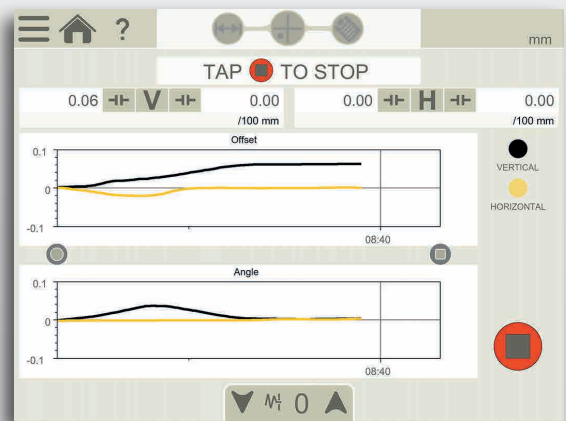 ?
mm
TAP TO STOP
0.06 V 0.00
/100 mm
0.00 H 0.00
/100 mm
Offset
0.1
0
-0.1
08:40
VERTICAL
HORIZONTAL
Angle
0.1
0
-0.1
08:40
0